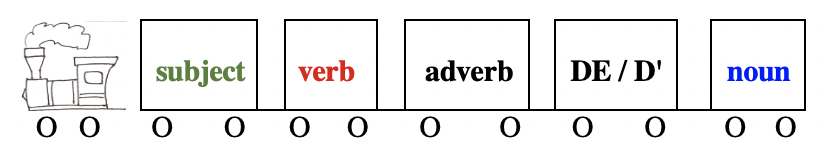 subject verb adverb DE / D' noun
O O O O O O O O O O O O